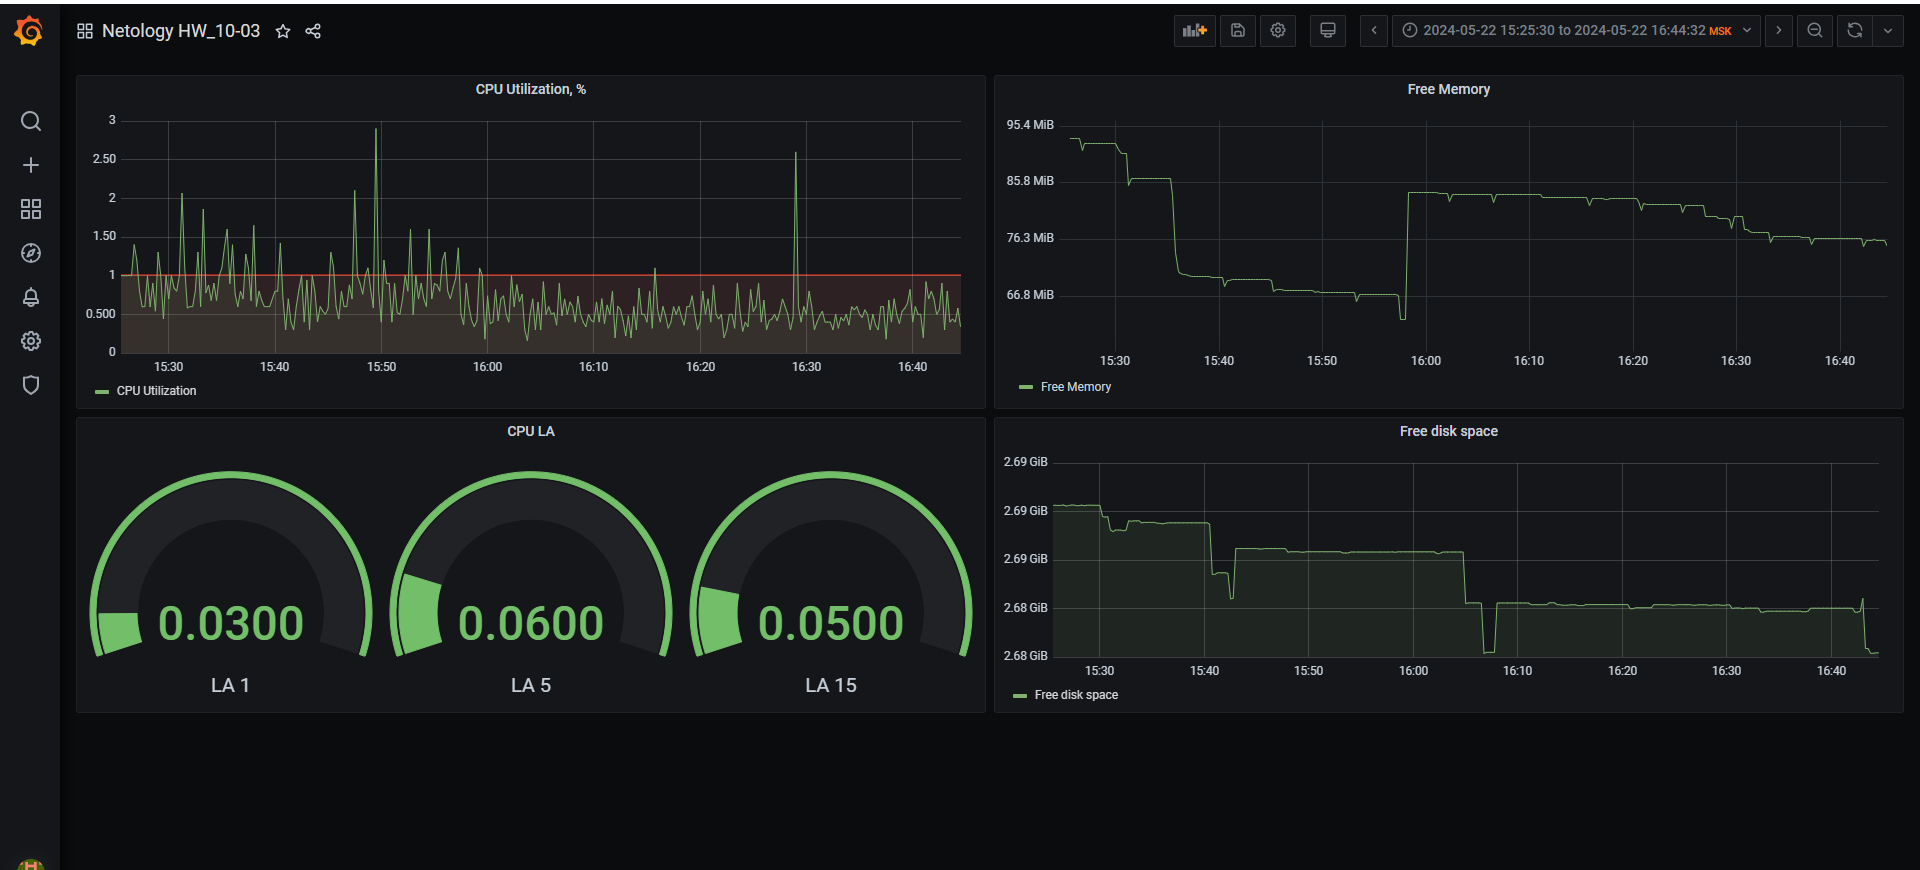 Netology HW_10-03
2024-05-22 15:25:30 to 2024-05-22 16:44:32 MSK
CPU Utilization, %
3
2.50
2
1.50
1
0.500
0
15:30 15:40 15:50 16:00 16:10 16:20 16:30 16:40
CPU Utilization
Free Memory
95.4 MiB
85.8 MiB
76.3 MiB
66.8 MiB
15:30 15:40 15:50 16:00 16:10 16:20 16:30 16:40
Free Memory
CPU LA
0.0300 0.0600 0.0500
LA 1 LA 5 LA 15
Free disk space
2.69 GiB
2.69 GiB
2.69 GiB
2.68 GiB
2.68 GiB
15:30 15:40 15:50 16:00 16:10 16:20 16:30 16:40
Free disk space